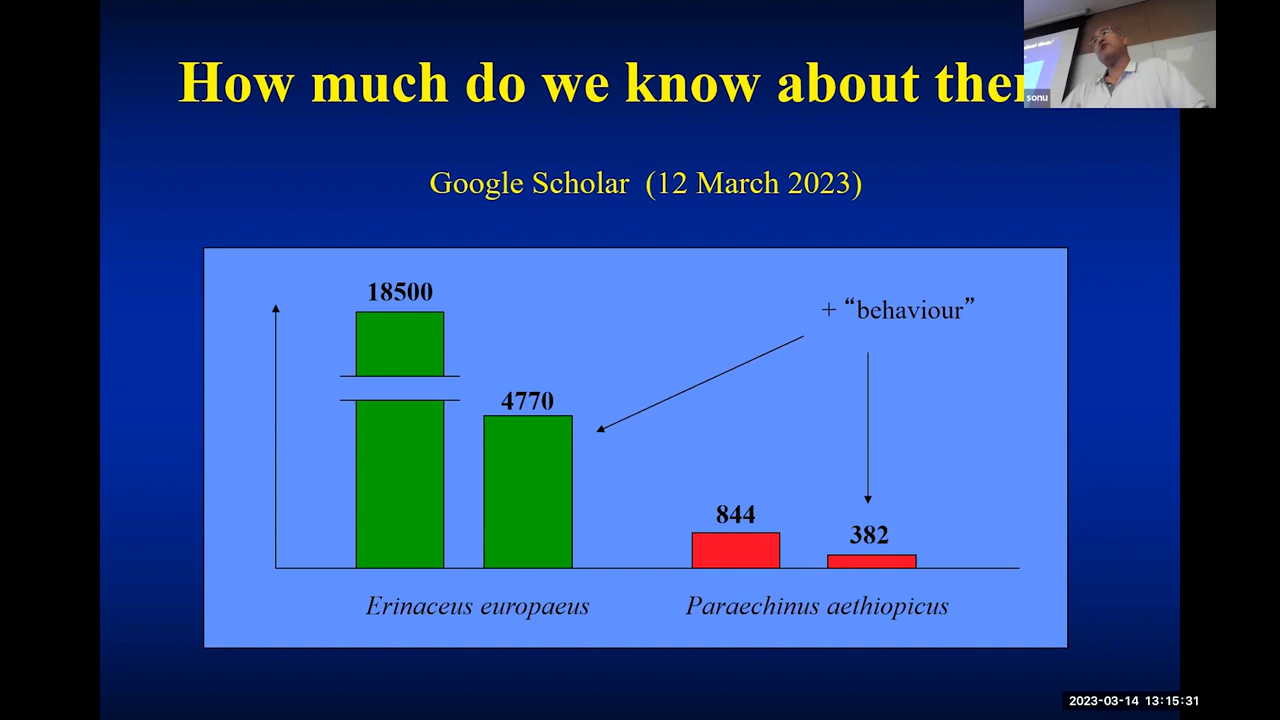 How much do we know about
sonu
Google Scholar (12 March 2023)
18500
+ “behaviour”
4770
844
382
Erinaceus europaeus
Paraechinus aethiopicus
2023-03-14 13:15:31